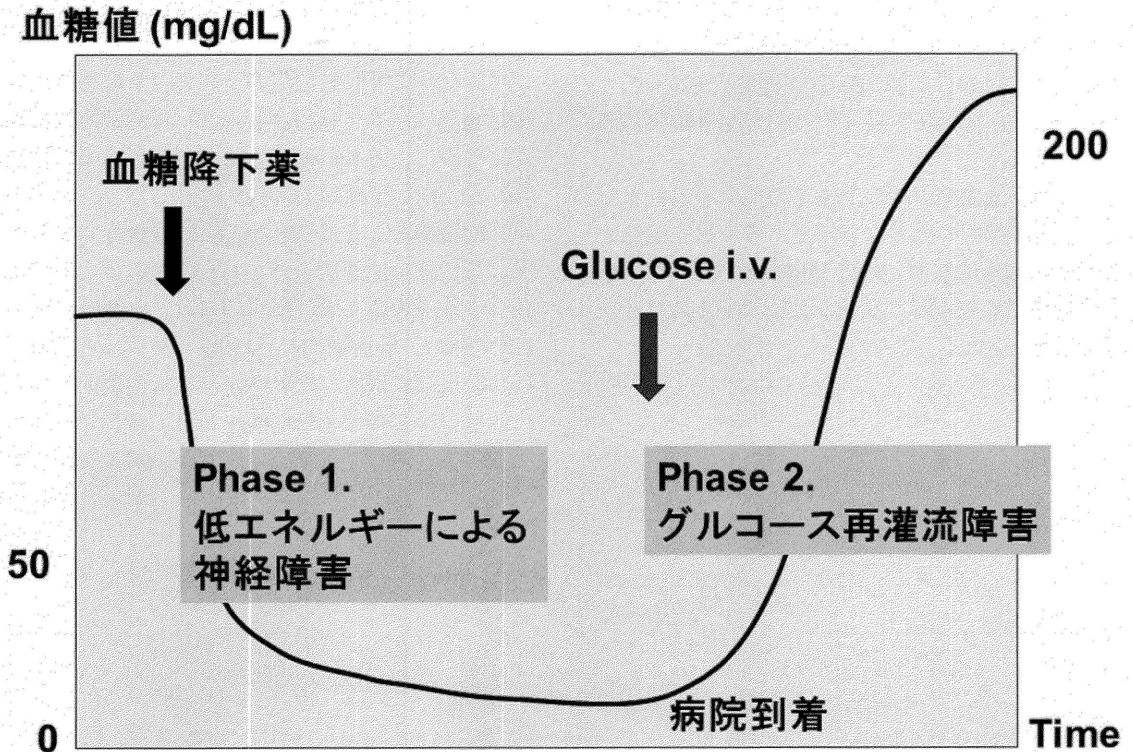 血糖値 (mg/dL)
血糖降下薬
200
Glucose i.v.
Phase 1.
低エネルギーによる
神経障害
Phase 2.
グルコース再灌流障害
50
病院到着
0
Time